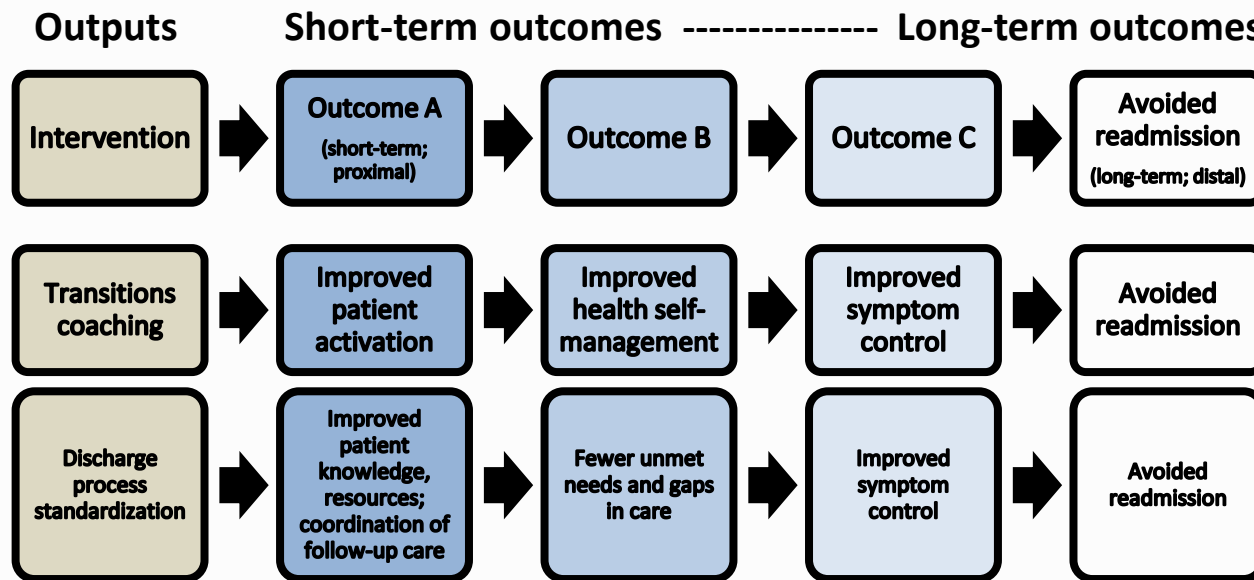 Outputs
Short-term outcomes --------------- Long-term outcomes
Intervention
Outcome A
(short-term;
proximal)
Outcome B
Outcome C
Avoided
readmission
(long-term; distal)
Transitions
coaching
Improved
patient
activation
Improved
health self-
management
Improved
symptom
control
Avoided
readmission
Discharge
process
standardization
Improved
patient
knowledge,
resources;
coordination of
follow-up care
Fewer unmet
needs and gaps
in care
Improved
symptom
control
Avoided
readmission